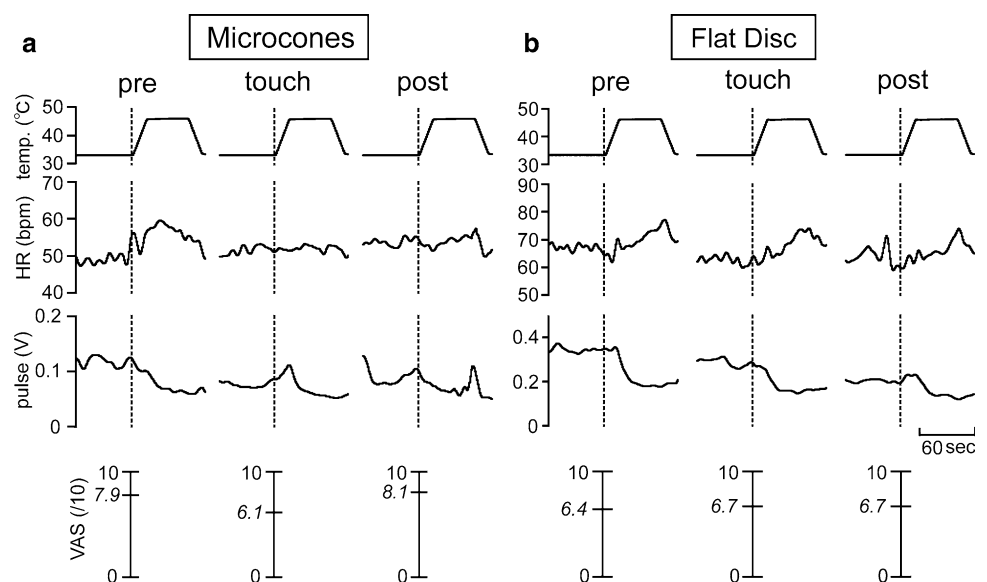 a
Microcones
b
Flat Disc
pre touch post
pre touch post
temp. (°C)
50
40
30
50
40
30
HR (bpm)
70
60
50
40
90
80
70
60
50
pulse (V)
0.2
0.1
0
0.4
0.2
0
60 sec
VAS (/10)
10 10 10 10 10 10
7.9 6.1 8.1 6.4 6.7 6.7
0 0 0 0 0 0